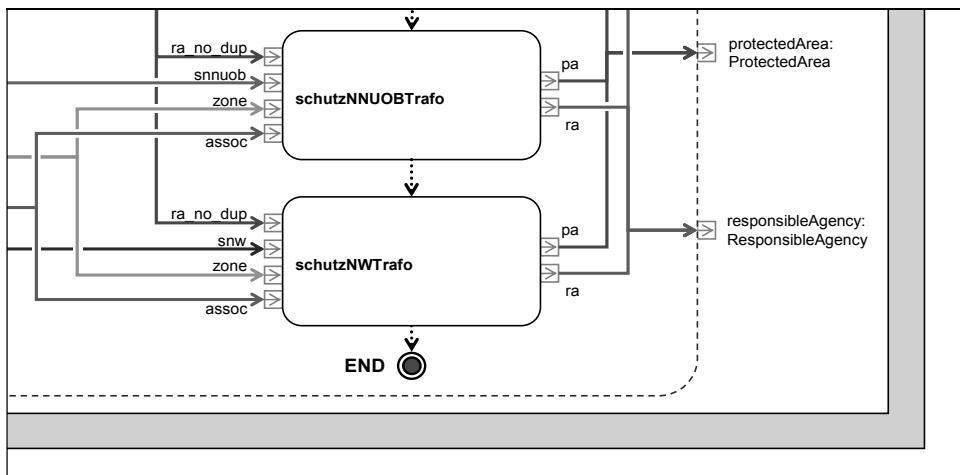 ra_no_dup
snnuob
zone
assoc
schutzNNUOBTrafo
pa
ra
protectedArea:
ProtectedArea
ra_no_dup
snw
zone
assoc
schutzNWTrafo
pa
ra
responsibleAgency:
ResponsibleAgency
END